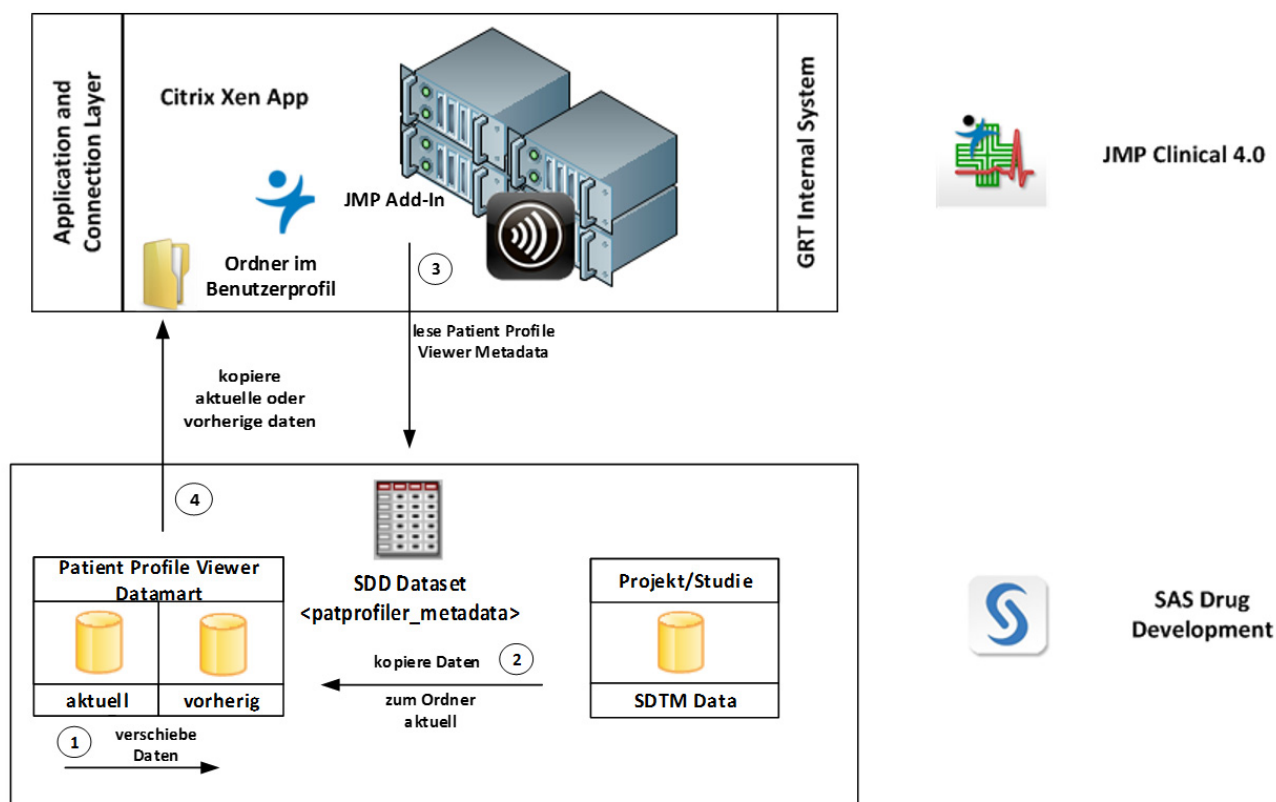 Application and
Connection Layer
Citrix Xen App
JMP Add-In
Ordner im
Benutzerprofil
3
GRT Internal System
JMP Clinical 4.0
lese Patient Profile
Viewer Metadata
kopiere
aktuelle oder
vorherige daten
4
Patient Profile Viewer
Datamart
aktuell
vorherig
1
verschiebe
Daten
SDD Dataset
<patprofiler_metadata>
kopiere Daten
2
zum Ordner
aktuell
Projekt/Studie
SDTM Data
SAS Drug
Development